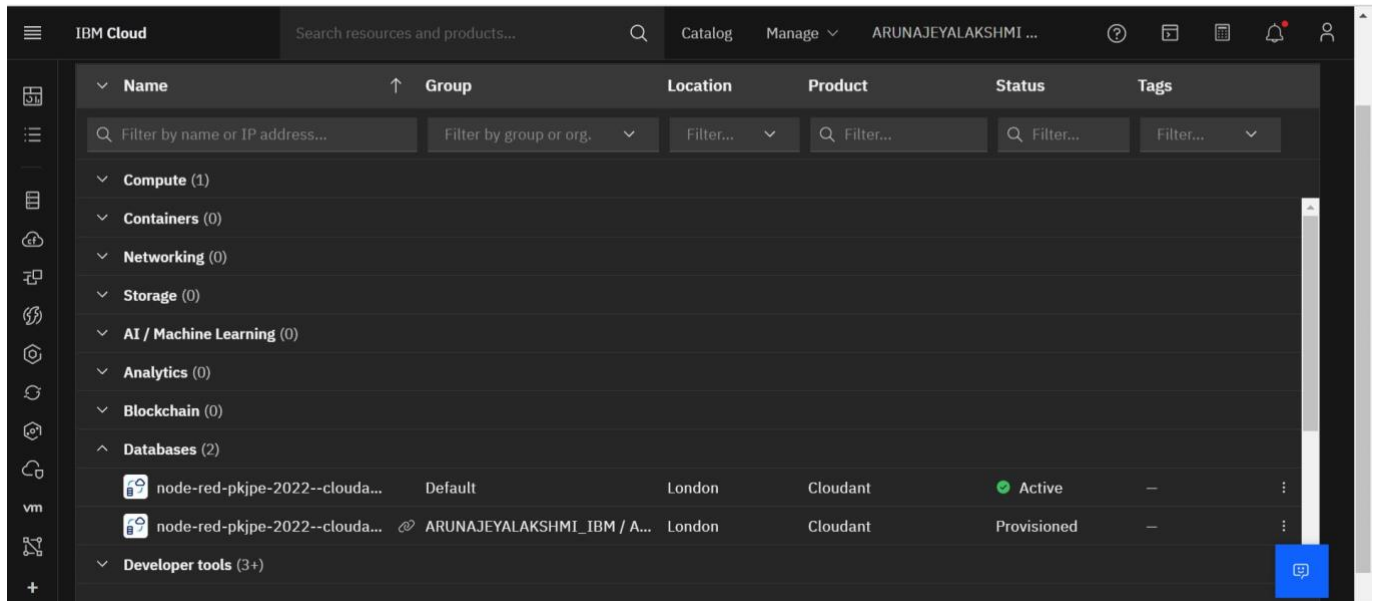 IBM Cloud Search resources and products... Catalog Manage ARUNAJEYALAKSHMI ...
Name Group Location Product Status Tags
Filter by name or IP address... Filter by group or org. Filter... Filter... Filter... Filter...
Compute (1)
Containers (0)
Networking (0)
Storage (0)
AI / Machine Learning (0)
Analytics (0)
Blockchain (0)
Databases (2)
node-red-pkjpe-2022--clouda... Default London Cloudant Active –
node-red-pkjpe-2022--clouda... ARUNAJEYALAKSHMI_IBM / A... London Cloudant Provisioned –
vm
Developer tools (3+)